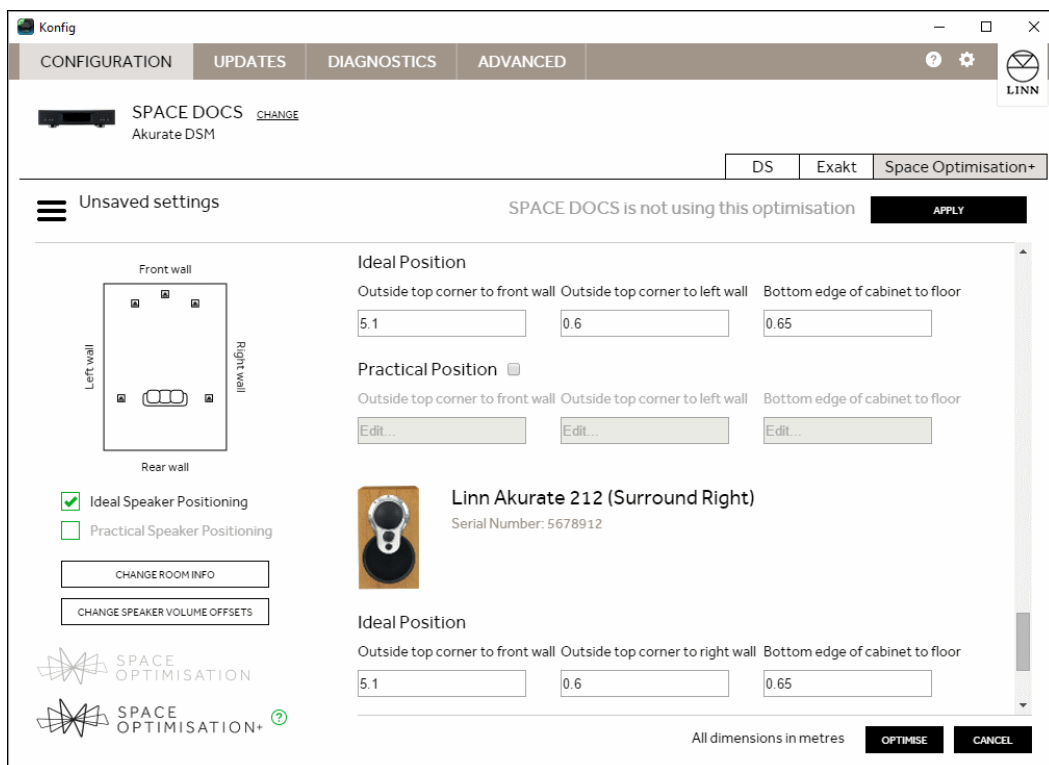 Konfig
CONFIGURATION UPDATES DIAGNOSTICS ADVANCED
?
LINN
SPACE DOCS CHANGE
Akurate DSM
DS Exakt Space Optimisation+
Unsaved settings
SPACE DOCS is not using this optimisation APPLY
Front wall
Left wall
Right wall
Rear wall
Ideal Speaker Positioning
Practical Speaker Positioning
CHANGE ROOM INFO
CHANGE SPEAKER VOLUME OFFSETS
SPACE
OPTIMISATION
SPACE
OPTIMISATION+ ?
Ideal Position
Outside top corner to front wall Outside top corner to left wall Bottom edge of cabinet to floor
5.1 0.6 0.65
Practical Position
Outside top corner to front wall Outside top corner to left wall Bottom edge of cabinet to floor
Edit... Edit... Edit...
Linn Akurate 212 (Surround Right)
Serial Number: 5678912
Ideal Position
Outside top corner to front wall Outside top corner to right wall Bottom edge of cabinet to floor
5.1 0.6 0.65
All dimensions in metres OPTIMISE CANCEL